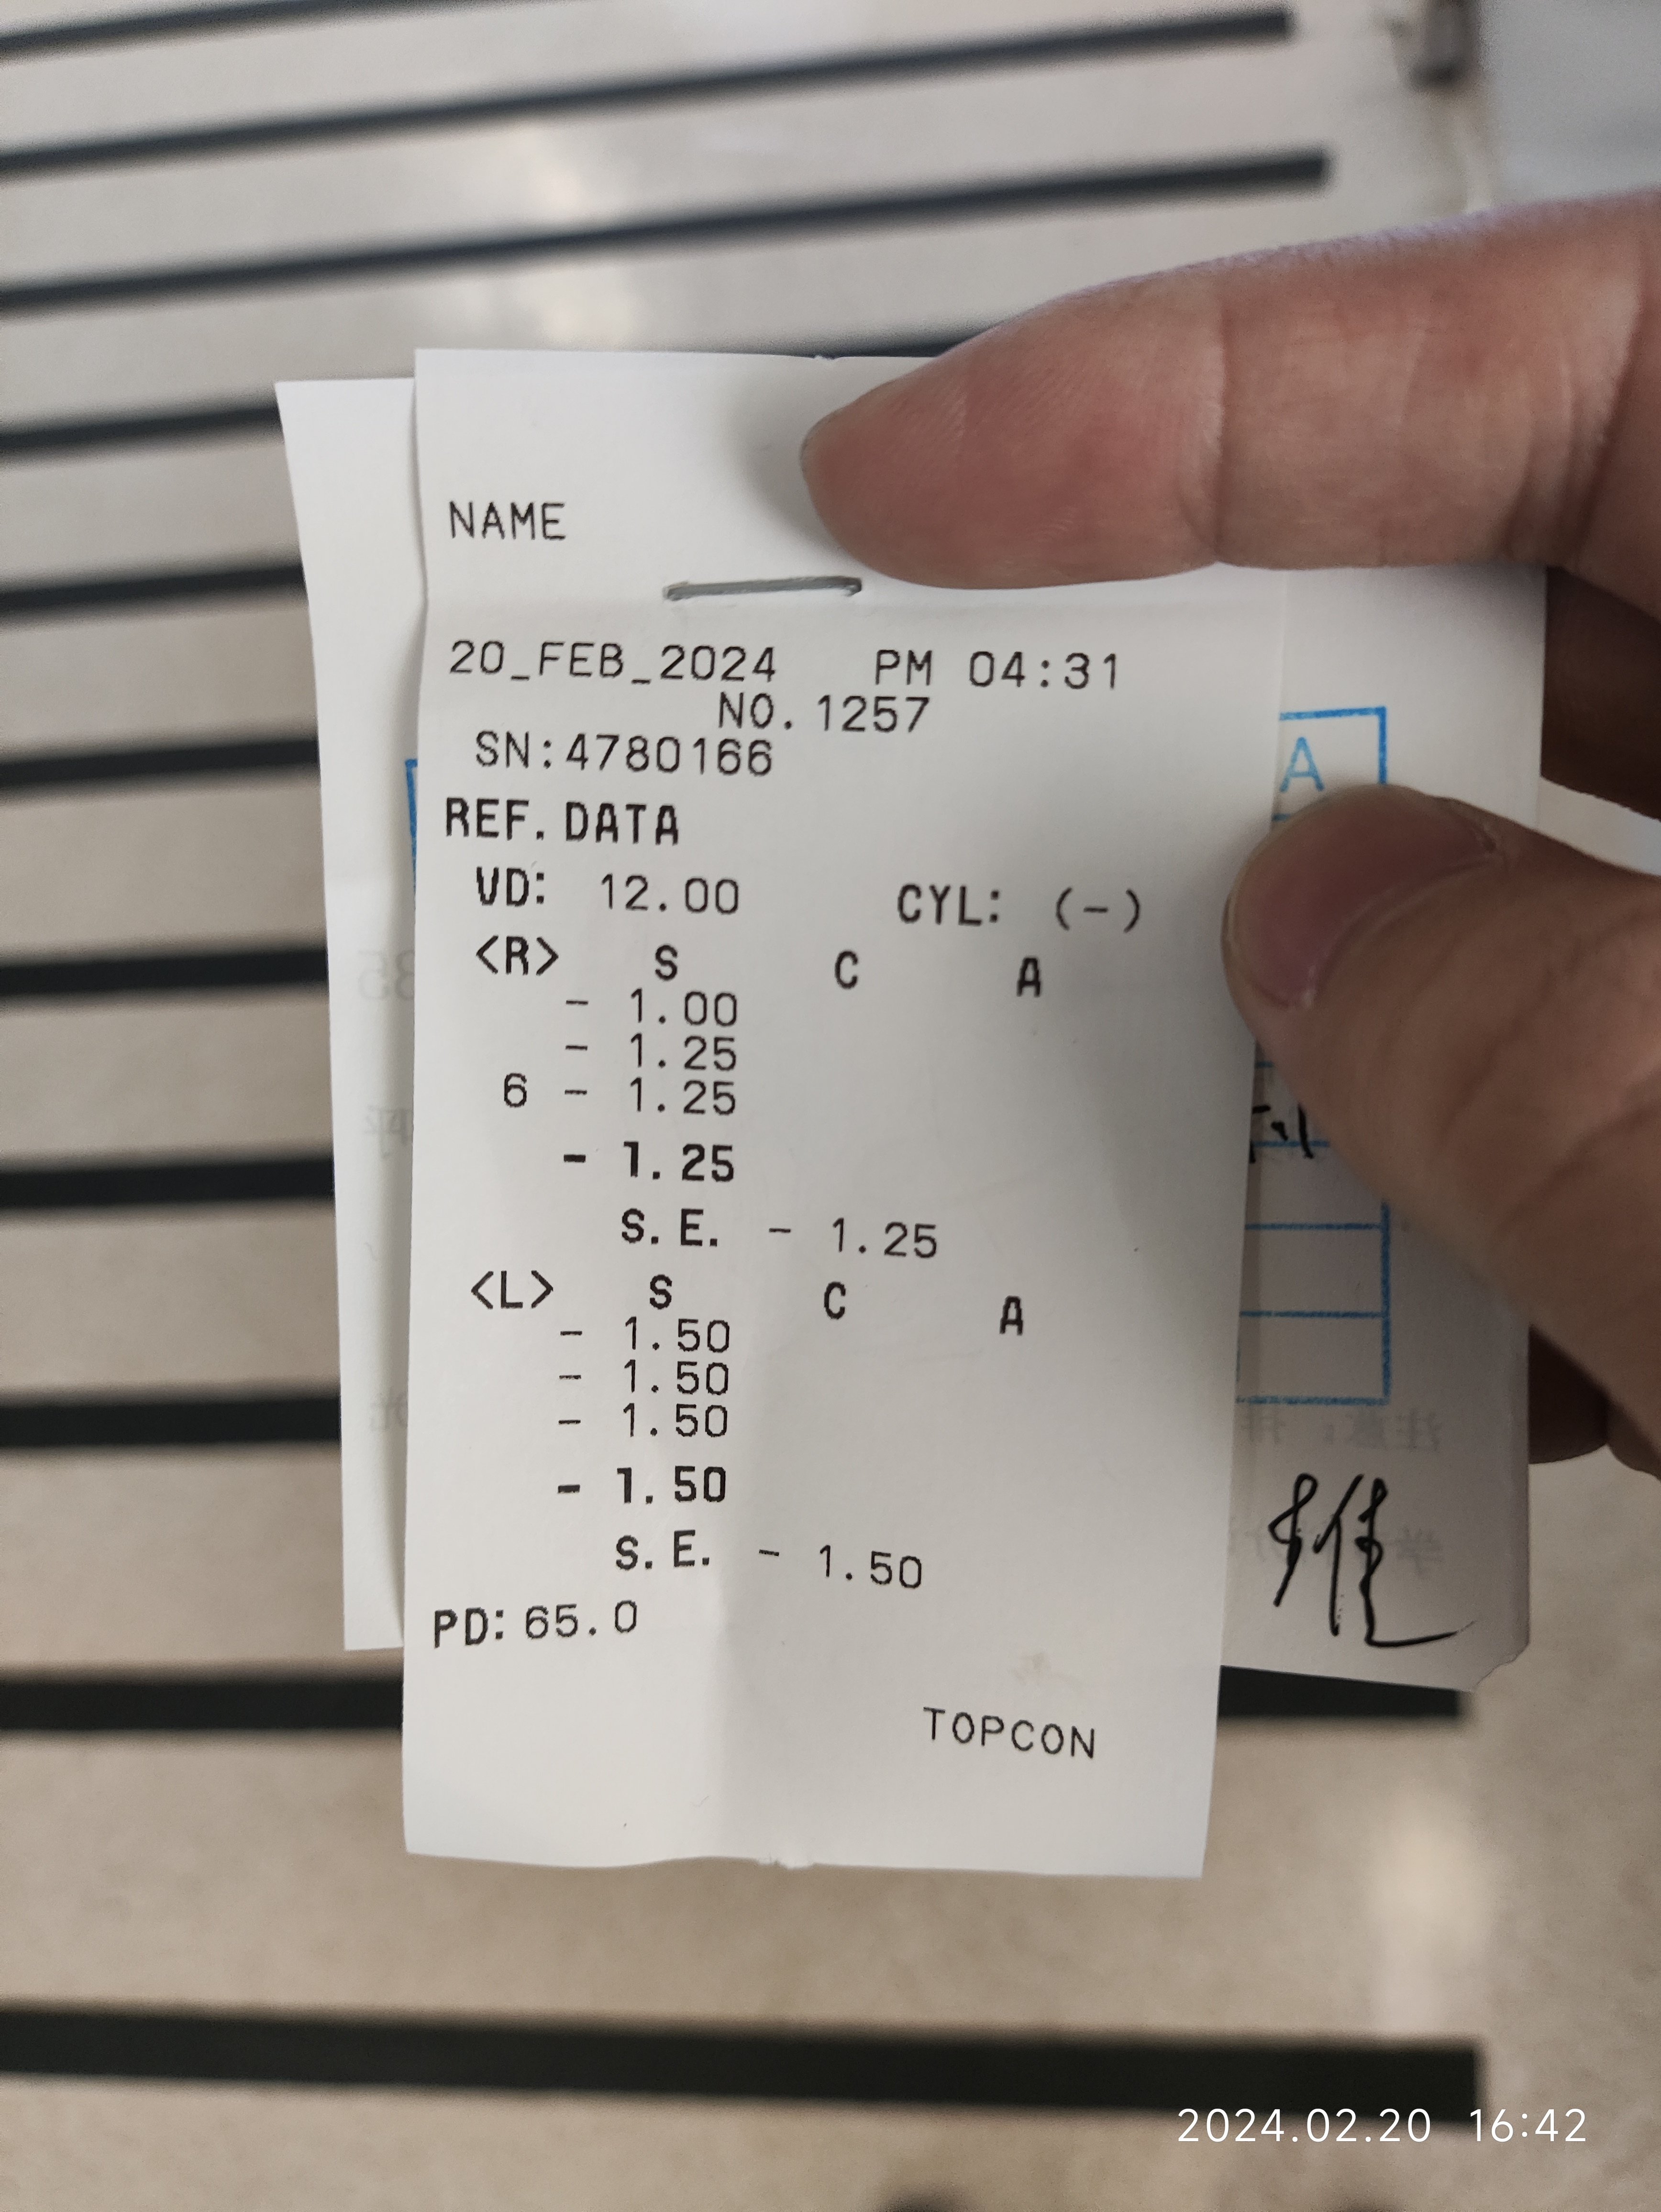 NAME
20_FEB_2024 PM 04:31
NO. 1257
SN:4780166
REF. DATA
VD: 12.00 CYL: (-)
<R> S C A
- 1.00
- 1.25
6 - 1.25
- 1.25
S.E. - 1.25
<L> S C A
- 1.50
- 1.50
- 1.50
- 1.50
S.E. - 1.50
PD: 65.0
TOPCON
A
2024.02.20 16:42